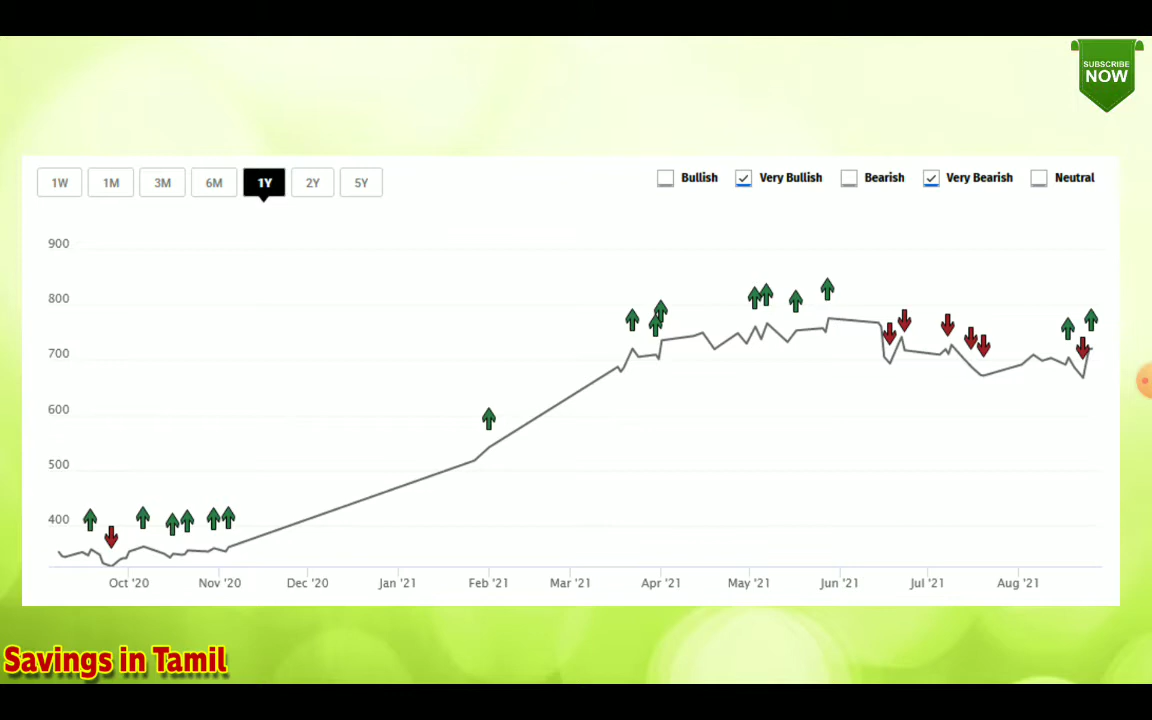 SUBSCRIBE
NOW
1W 1M 3M 6M 1Y 2Y 5Y Bullish Very Bullish Bearish Very Bearish Neutral
900
800
700
600
500
400
Oct '20 Nov '20 Dec '20 Jan '21 Feb '21 Mar '21 Apr '21 May '21 Jun '21 Jul '21 Aug '21
Savings in Tamil